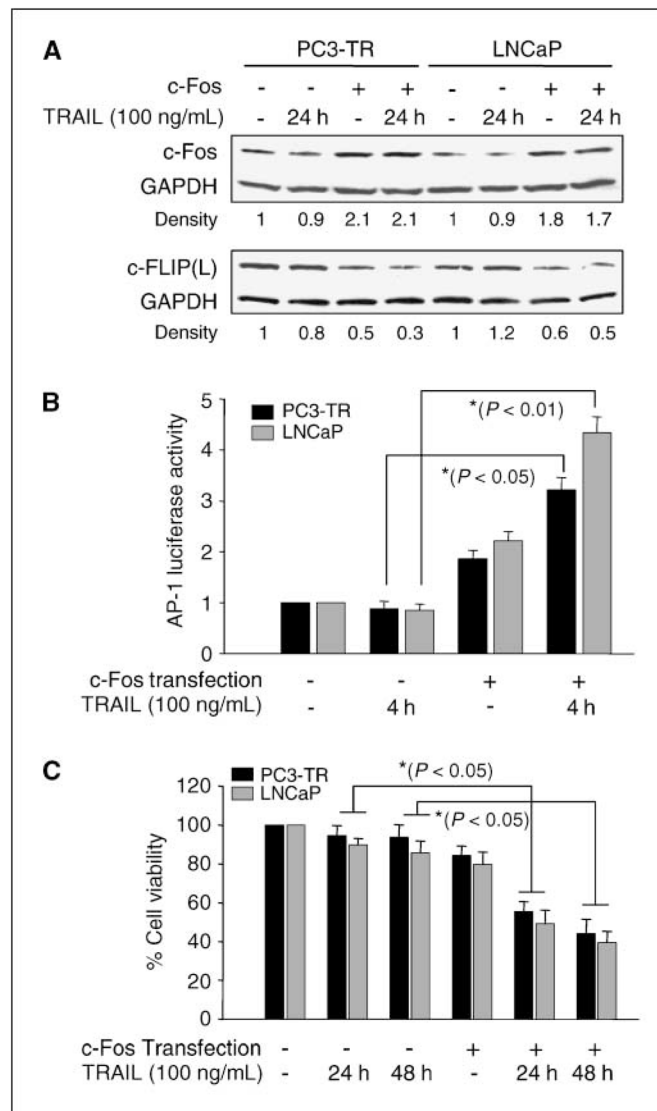 A
PC3-TR LNCaP
c-Fos - - + + - - + +
TRAIL (100 ng/mL) - 24 h - 24 h - 24 h - 24 h
c-Fos
GAPDH
Density 1 0.9 2.1 2.1 1 0.9 1.8 1.7
c-FLIP(L)
GAPDH
Density 1 0.8 0.5 0.3 1 1.2 0.6 0.5
B
PC3-TR
LNCaP
*(P < 0.01)
*(P < 0.05)
AP-1 luciferase activity
5
4
3
2
1
0
c-Fos transfection - - + +
TRAIL (100 ng/mL) - 4 h - 4 h
C
PC3-TR
LNCaP
*(P < 0.05)
*(P < 0.05)
% Cell viability
120
100
80
60
40
20
0
c-Fos Transfection - - - + + +
TRAIL (100 ng/mL) - 24 h 48 h - 24 h 48 h